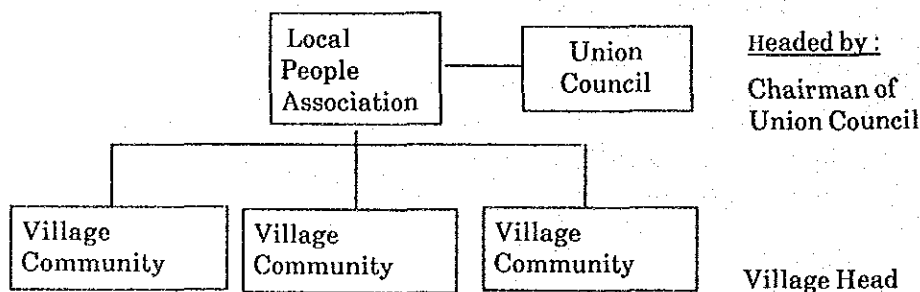 Local
People
Association
Union
Council
Headed by :
Chairman of
Union Council
Village
Community
Village
Community
Village
Community
Village Head